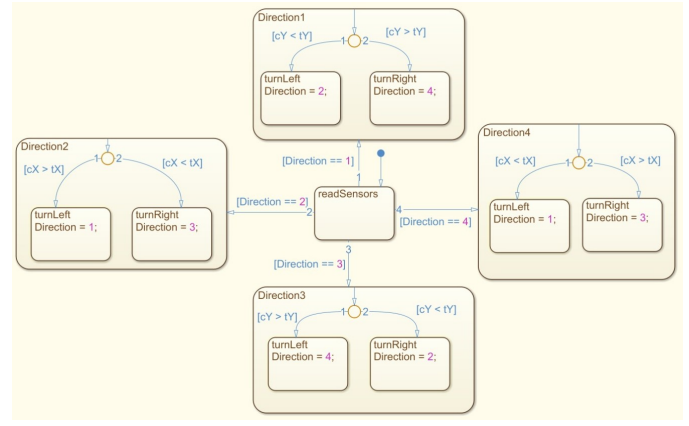 Direction1
[cY < tY]
1
2
[cY > tY]
turnLeft
Direction = 2;
turnRight
Direction = 4;
Direction2
[cX > tX]
1
2
[cX < tX]
turnLeft
Direction = 1;
turnRight
Direction = 3;
[Direction == 1]
1
readSensors
[Direction == 2]
2
4
[Direction == 4]
3
[Direction == 3]
Direction4
[cX < tX]
1
2
[cX > tX]
turnLeft
Direction = 1;
turnRight
Direction = 3;
Direction3
[cY > tY]
1
2
[cY < tY]
turnLeft
Direction = 4;
turnRight
Direction = 2;